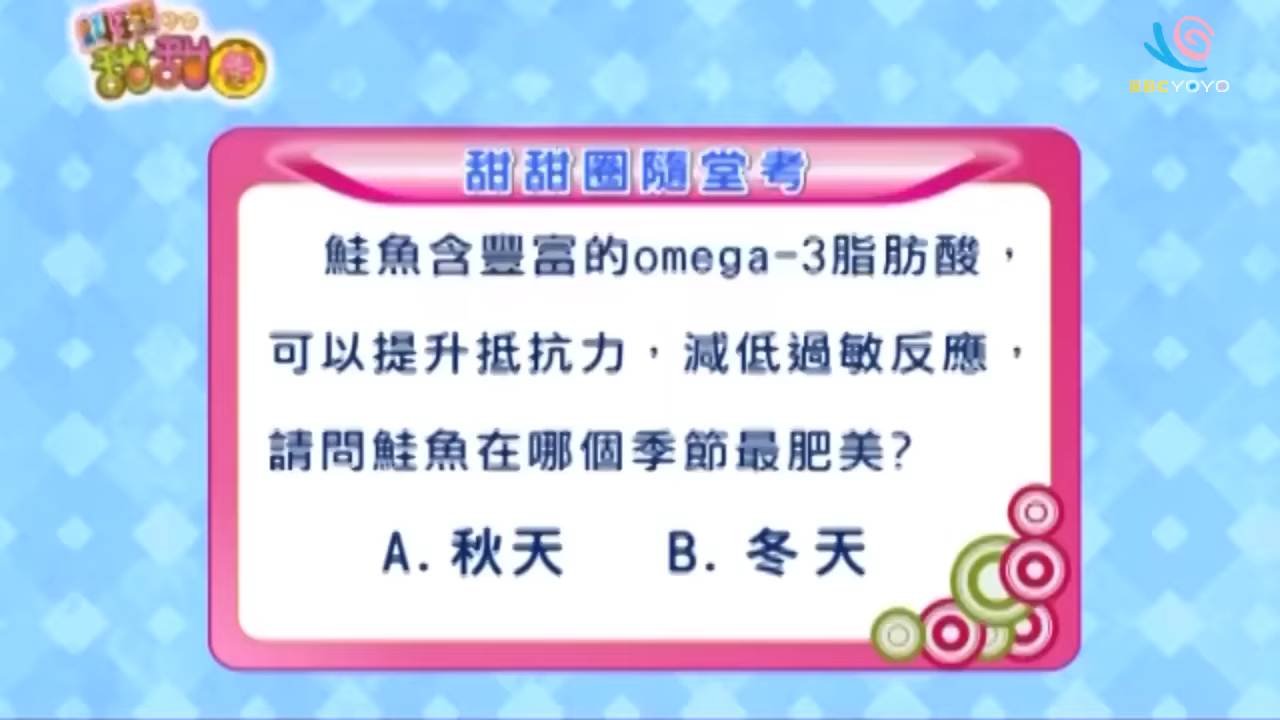 甜甜
EBCYOYO
甜甜圈隨堂考
鮭魚含豐富的omega-3脂肪酸，
可以提升抵抗力，減低過敏反應，
請問鮭魚在哪個季節最肥美?
A. 秋天 B. 冬天